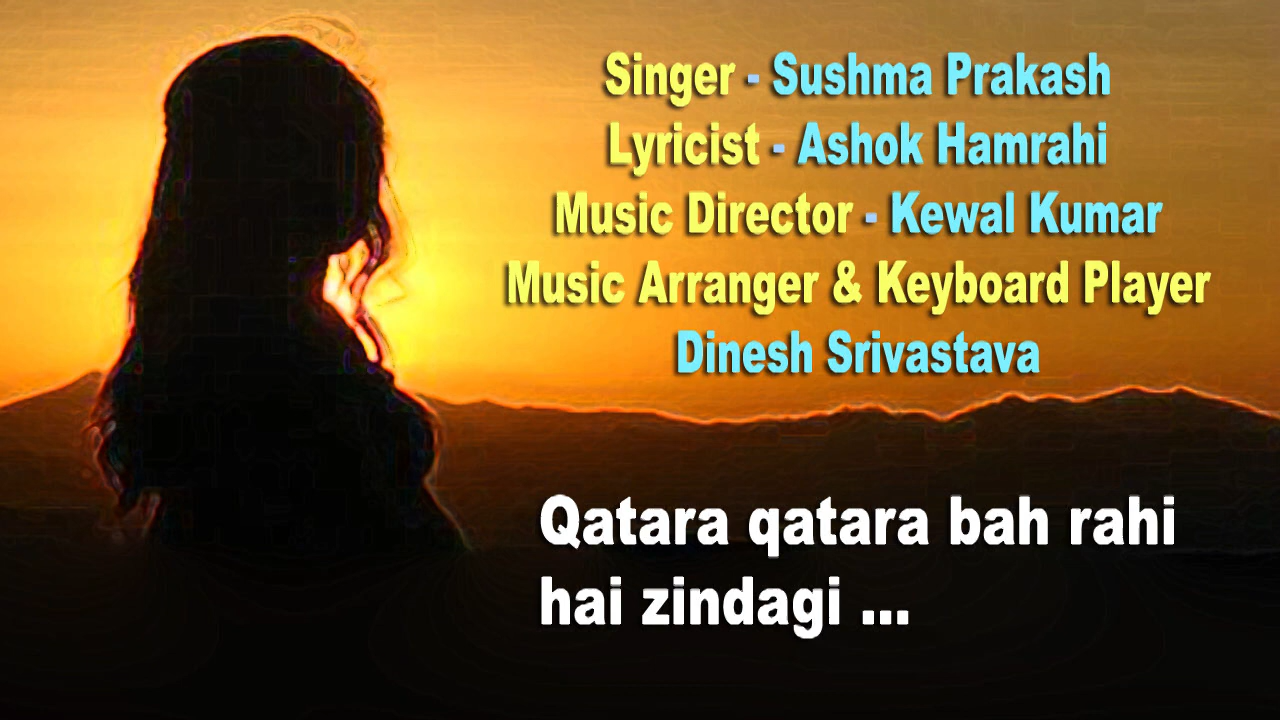 Singer - Sushma Prakash
Lyricist - Ashok Hamrahi
Music Director - Kewal Kumar
Music Arranger & Keyboard Player
Dinesh Srivastava
Qatara qatara bah rahi
hai zindagi ...